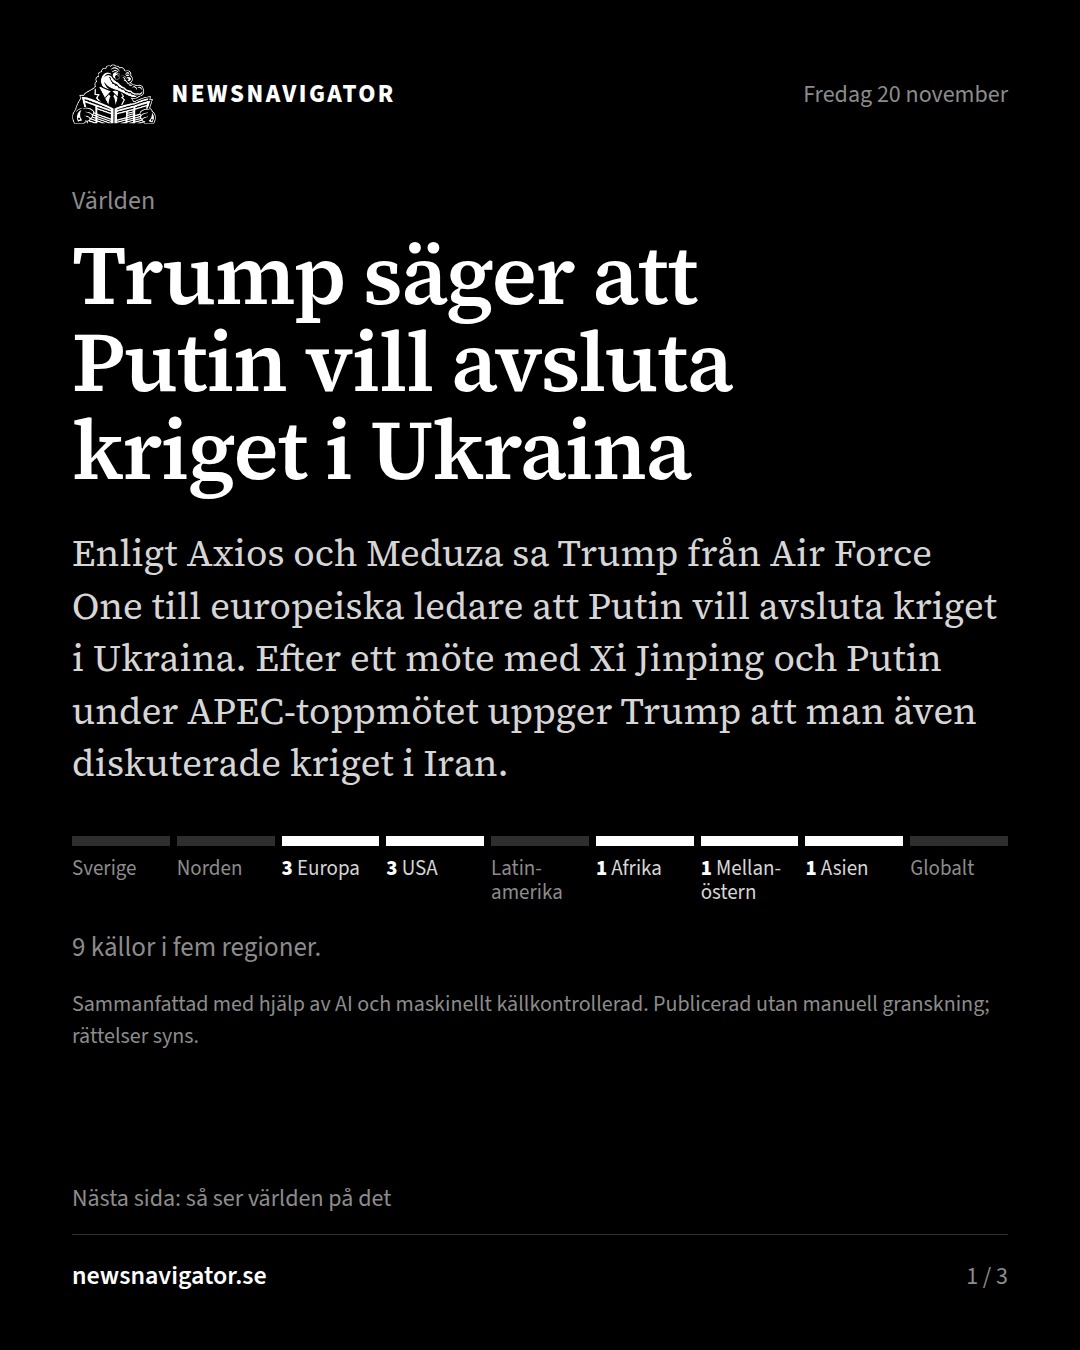 NEWSNAVIGATOR
Fredag 20 november
Världen
Trump säger att
Putin vill avsluta
kriget i Ukraina
Enligt Axios och Meduza sa Trump från Air Force
One till europeiska ledare att Putin vill avsluta kriget
i Ukraina. Efter ett möte med Xi Jinping och Putin
under APEC-toppmötet uppger Trump att man även
diskuterade kriget i Iran.
Sverige
Norden
3 Europa
3 USA
Latin-
amerika
1 Afrika
1 Mellan-
östern
1 Asien
Globalt
9 källor i fem regioner.
Sammanfattad med hjälp av AI och maskinellt källkontrollerad. Publicerad utan manuell granskning;
rättelser syns.
Nästa sida: så ser världen på det
newsnavigator.se
1 / 3